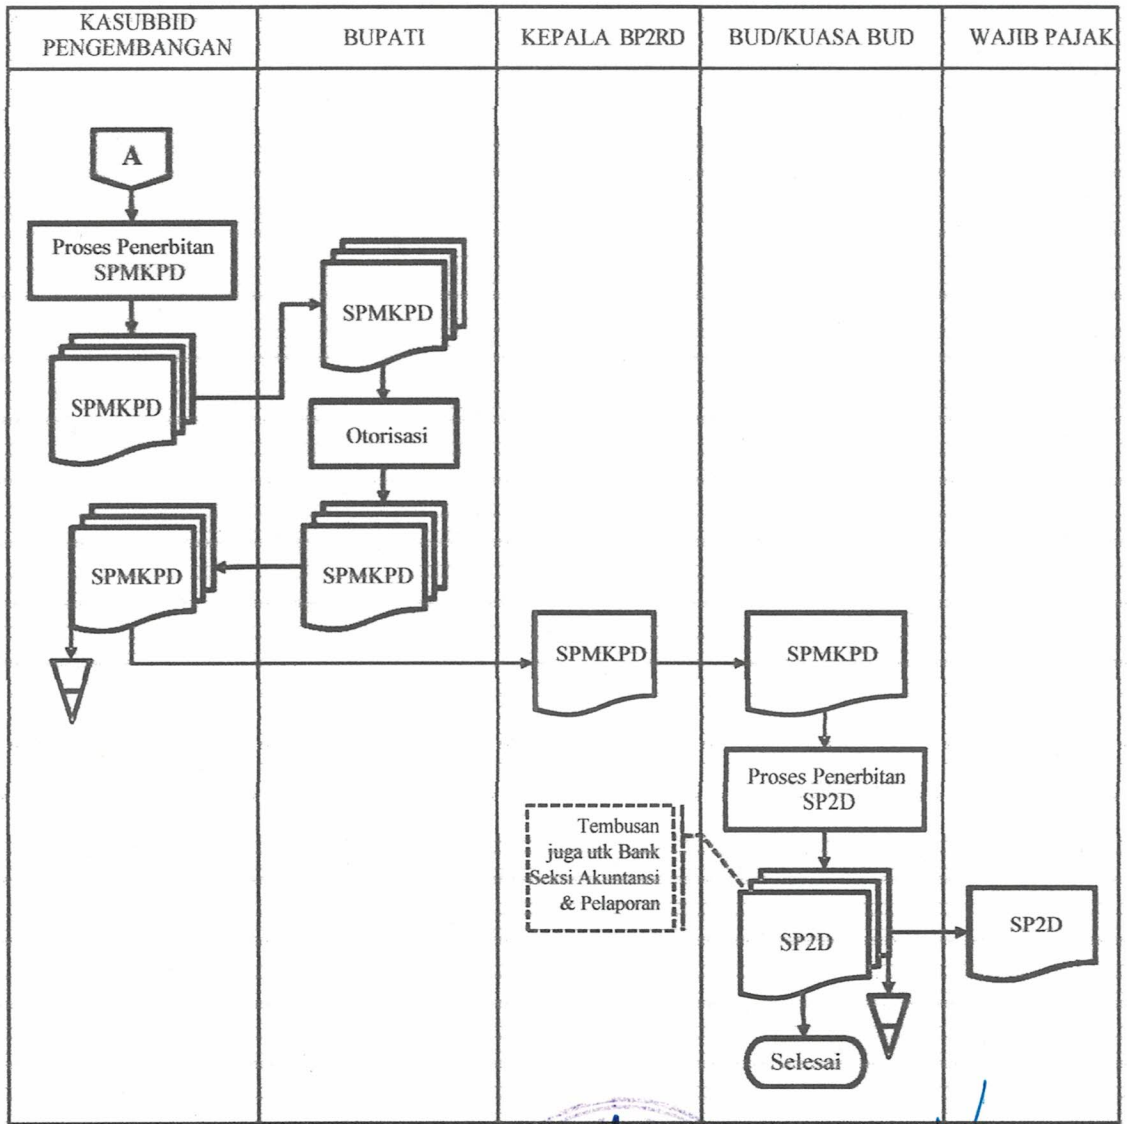 KASUBBID
PENGEMBANGAN
BUPATI
KEPALA BP2RD
BUD/KUASA BUD
WAJIB PAJAK
A
Proses Penerbitan
SPMKPD
SPMKPD
SPMKPD
Otorisasi
SPMKPD
SPMKPD
SPMKPD
SPMKPD
Proses Penerbitan
SP2D
Tembusan
juga utk Bank
Seksi Akuntansi
& Pelaporan
SP2D
SP2D
Selesai